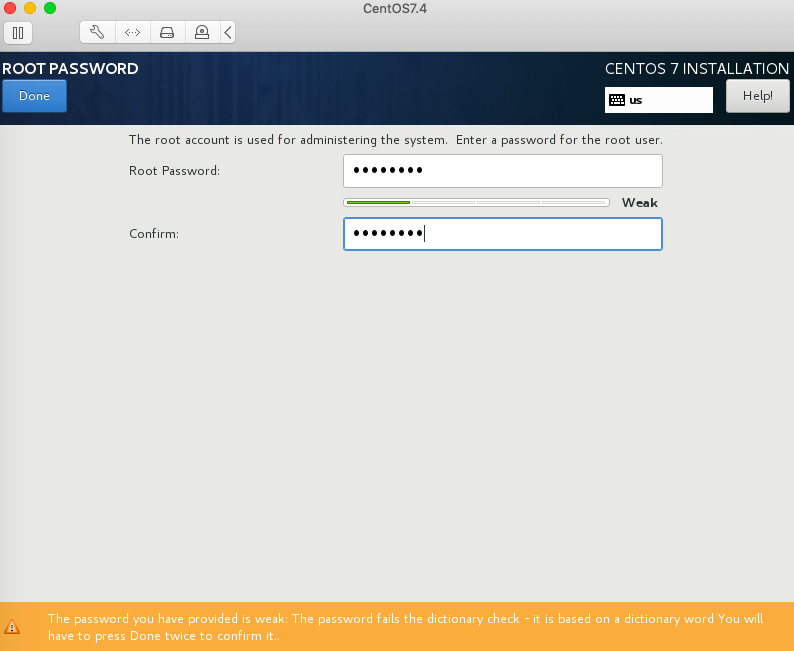 CentOS7.4
ROOT PASSWORD
CENTOS 7 INSTALLATION
Done
us
Help!
The root account is used for administering the system.  Enter a password for the root user.
Root Password:
••••••••
Weak
Confirm:
••••••••
The password you have provided is weak: The password fails the dictionary check - it is based on a dictionary word You will
have to press Done twice to confirm it..